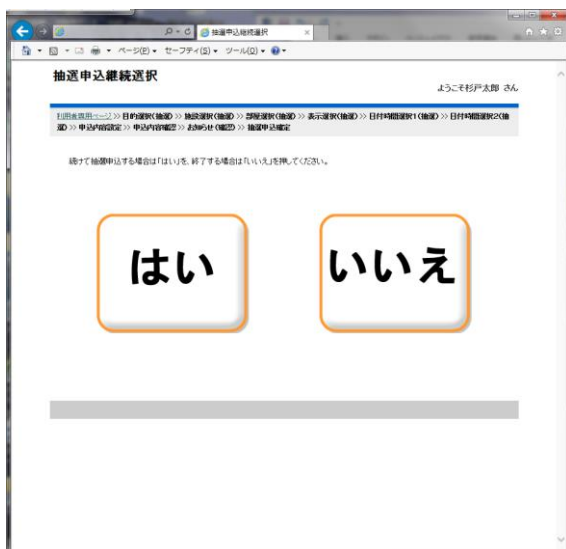 抽選申込継続選択
ページ(P)
セーフティ(S)
ツール(O)
抽選申込継続選択
ようこそ杉戸太郎 さん
利用者専用ページ >> 目的選択(抽選) >> 施設選択(抽選) >> 部屋選択(抽選) >> 表示選択(抽選) >> 日付時間選択1(抽選) >> 日付時間選択2(抽
選) >> 申込内容設定 >> 申込内容確認 >> お知らせ(確認) >> 抽選申込確定
続けて抽選申込する場合は「はい」を、終了する場合は「いいえ」を押してください。
はい
いいえ